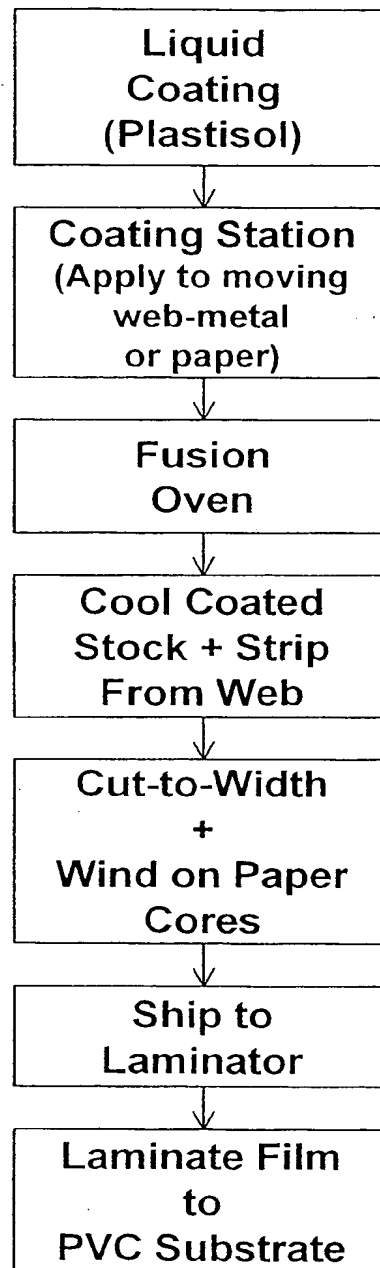 Liquid
Coating
(Plastisol)
Coating Station
(Apply to moving
web-metal
or paper)
Fusion
Oven
Cool Coated
Stock + Strip
From Web
Cut-to-Width
+
Wind on Paper
Cores
Ship to
Laminator
Laminate Film
to
PVC Substrate